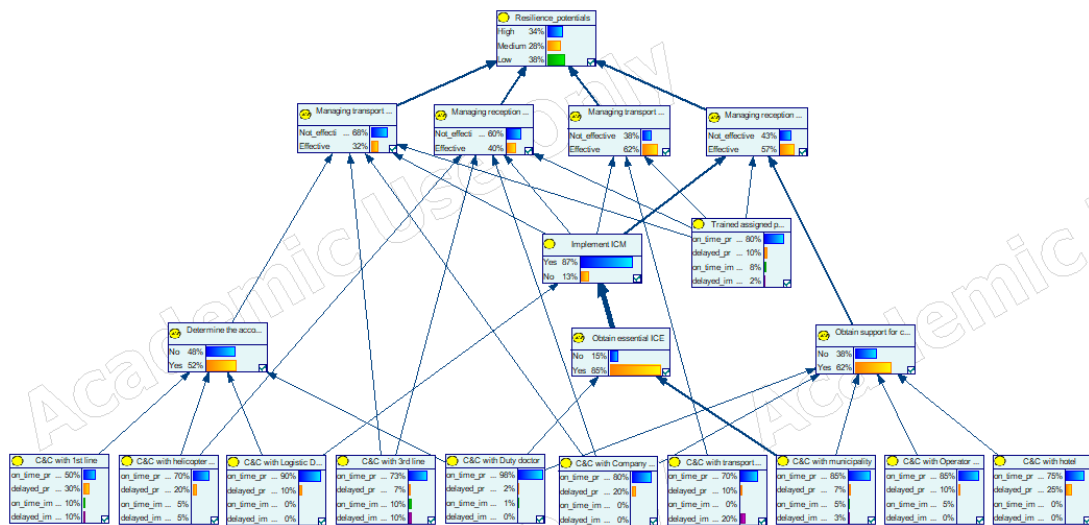 Resilience_potentials
High 34%
Medium 28%
Low 38%
Managing transport ...
Not_effecti ... 68%
Effective 32%
Managing reception ...
Not_effecti ... 60%
Effective 40%
Managing transport ...
Not_effective 38%
Effective 62%
Managing reception ...
Not_effective 43%
Effective 57%
Trained assigned p...
on_time_pr ... 80%
delayed_pr ... 10%
on_time_im ... 8%
delayed_im ... 2%
Implement ICM
Yes 87%
No 13%
Determine the acco...
No 48%
Yes 52%
Obtain essential ICE
No 15%
Yes 85%
Obtain support for c...
No 38%
Yes 62%
C&C with 1st line
on_time_pr ... 50%
delayed_pr ... 30%
on_time_im ... 10%
delayed_im ... 10%
C&C with helicopter ...
on_time_pr ... 70%
delayed_pr ... 20%
on_time_im ... 5%
delayed_im ... 5%
C&C with Logistic D...
on_time_pr ... 90%
delayed_pr ... 10%
on_time_im ... 0%
delayed_im ... 0%
C&C with 3rd line
on_time_pr ... 73%
delayed_pr ... 7%
on_time_im ... 10%
delayed_im ... 10%
C&C with Duty doctor
on_time_pr ... 98%
delayed_pr ... 2%
on_time_im ... 1%
delayed_im ... 0%
C&C with Company ...
on_time_pr ... 80%
delayed_pr ... 20%
on_time_im ... 0%
delayed_im ... 0%
C&C with transport...
on_time_pr ... 70%
delayed_pr ... 10%
on_time_im ... 0%
delayed_im ... 20%
C&C with municipality
on_time_pr ... 85%
delayed_pr ... 7%
on_time_im ... 5%
delayed_im ... 3%
C&C with Operator ...
on_time_pr ... 85%
delayed_pr ... 10%
on_time_im ... 5%
delayed_im ... 0%
C&C with hotel
on_time_pr ... 75%
delayed_pr ... 25%
on_time_im ... 0%
delayed_im ... 0%
Academic Use Only
Academic